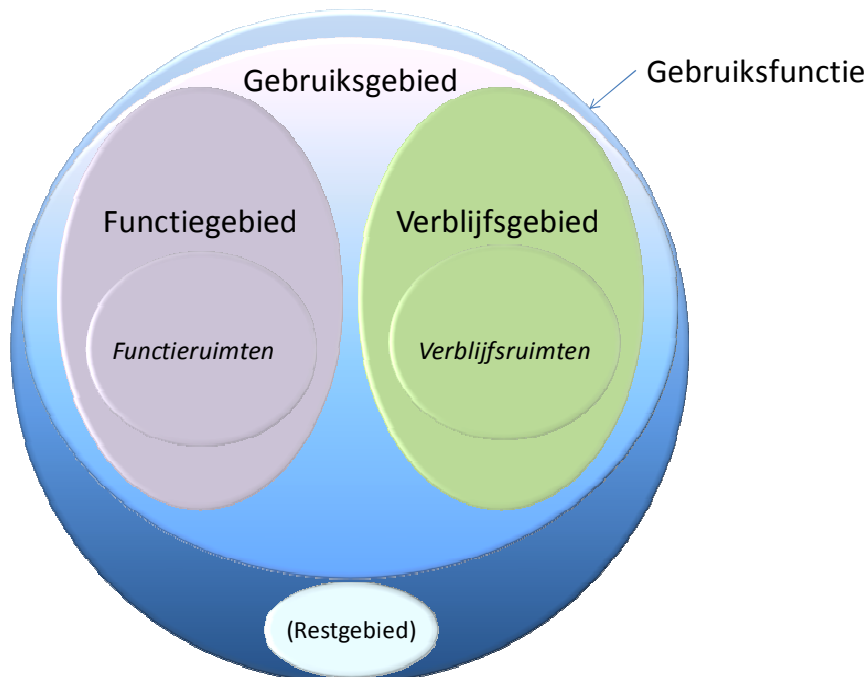 Gebruiksgebied
Gebruiksfunctie
Functiegebied
Verblijfsgebied
Functieruimten
Verblijfsruimten
(Restgebied)